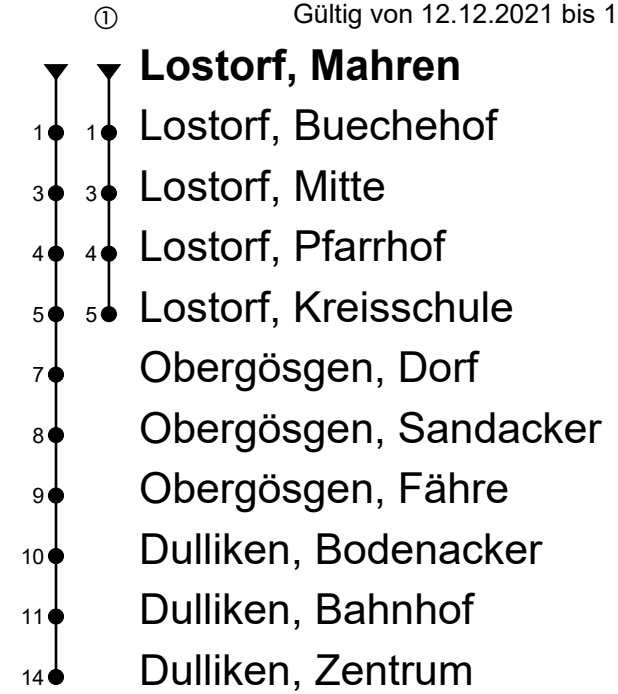 ① Gültig von 12.12.2021 bis 1
Lostorf, Mahren
1 1 Lostorf, Buechehof
3 3 Lostorf, Mitte
4 4 Lostorf, Pfarrhof
5 5 Lostorf, Kreisschule
7 Obergösgen, Dorf
8 Obergösgen, Sandacker
9 Obergösgen, Fähre
10 Dulliken, Bodenacker
11 Dulliken, Bahnhof
14 Dulliken, Zentrum